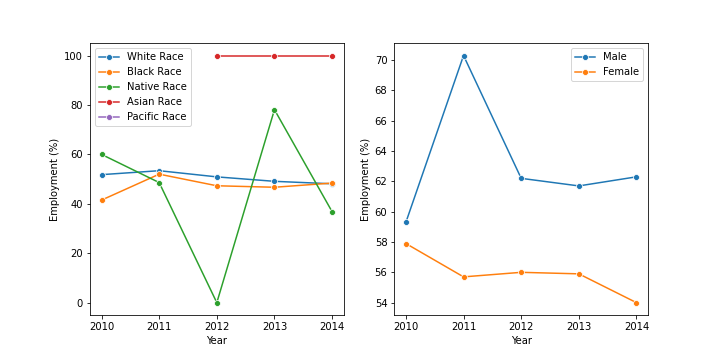 100
80
60
40
20
0
Employment (%)
White Race
Black Race
Native Race
Asian Race
Pacific Race
2010 2011 2012 2013 2014
Year
70
68
66
64
62
60
58
56
54
Employment (%)
Male
Female
2010 2011 2012 2013 2014
Year